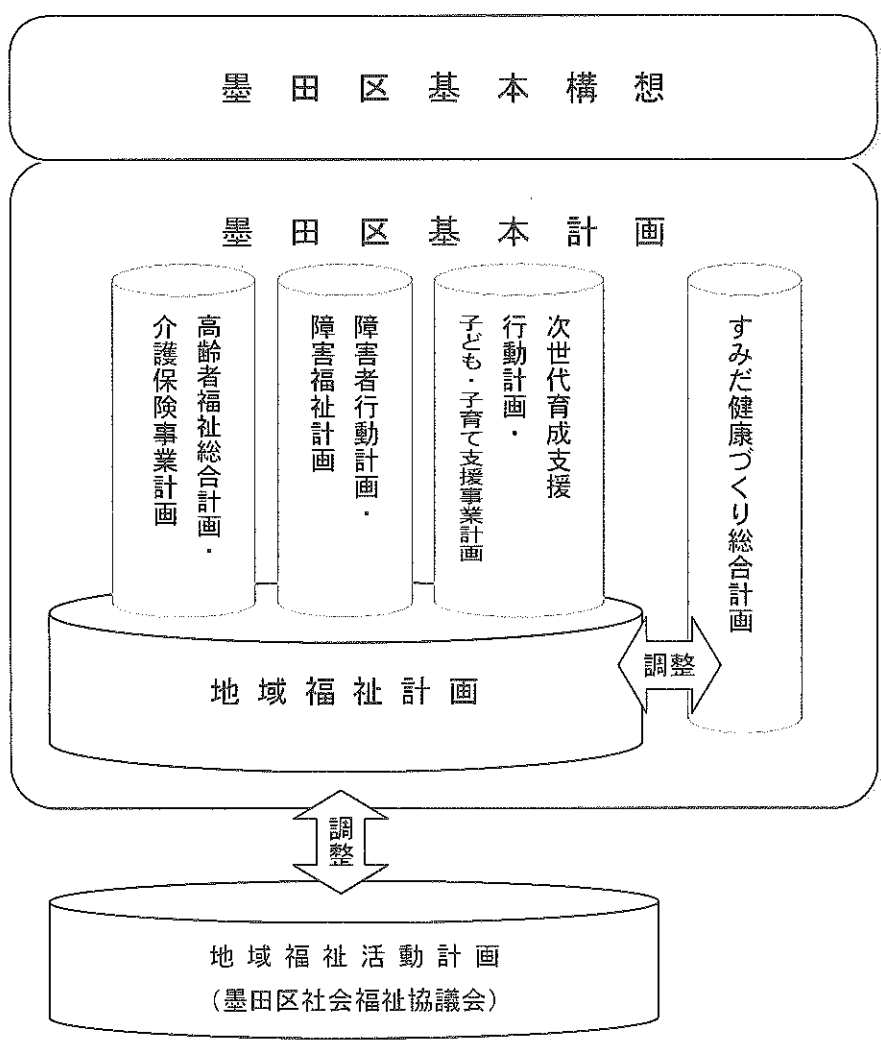 墨田区基本構想
墨田区基本計画
高齢者福祉総合計画・
介護保険事業計画
障害者行動計画・
障害福祉計画
次世代育成支援
行動計画・
子ども・子育て支援事業計画
すみだ健康づくり総合計画
地域福祉計画
調整
調
整
地域福祉活動計画
（墨田区社会福祉協議会）